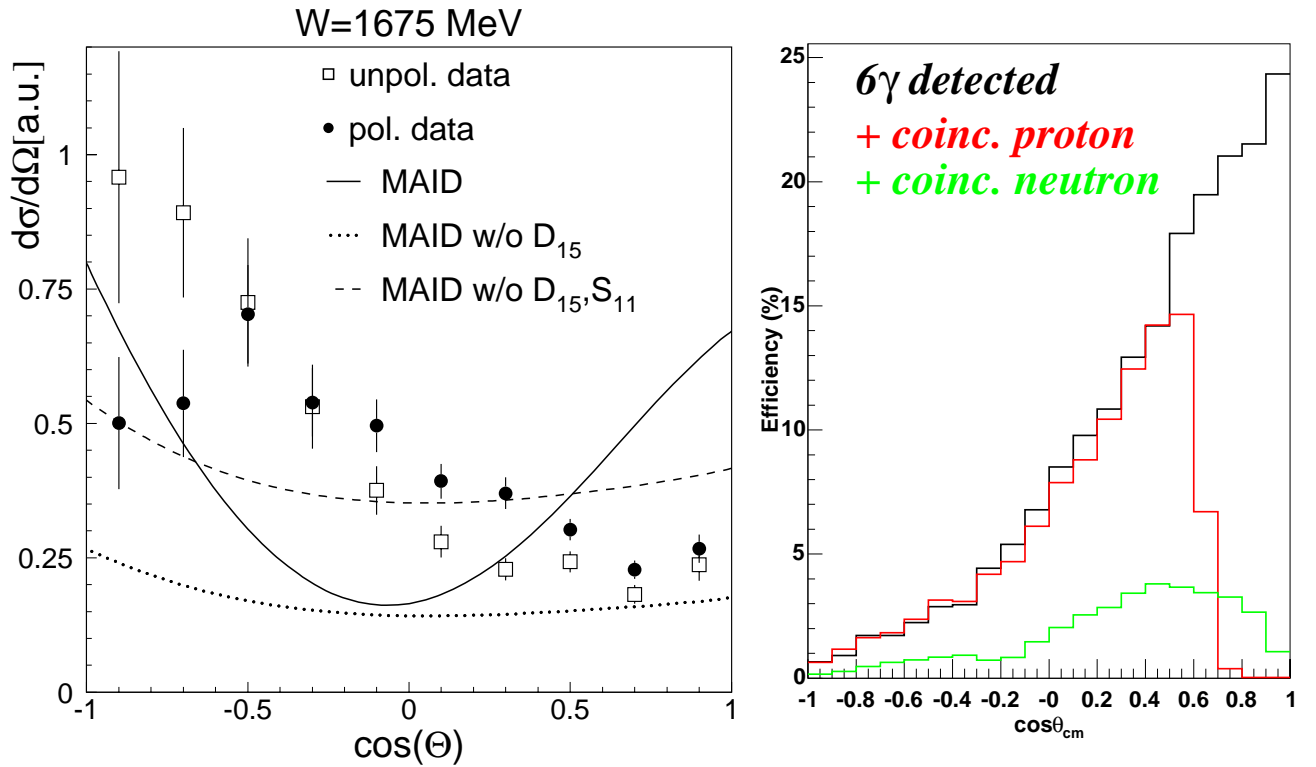 W=1675 MeV
dσ/dΩ[a.u.]
1
0.75
0.5
0.25
0
unpol. data
pol. data
MAID
MAID w/o D15
MAID w/o D15,S11
-1
-0.5
0
0.5
1
cos(Θ)
Efficiency (%)
25
20
15
10
5
0
6γ detected
+ coinc. proton
+ coinc. neutron
-1 -0.8 -0.6 -0.4 -0.2 -0 0.2 0.4 0.6 0.8 1
cosθcm